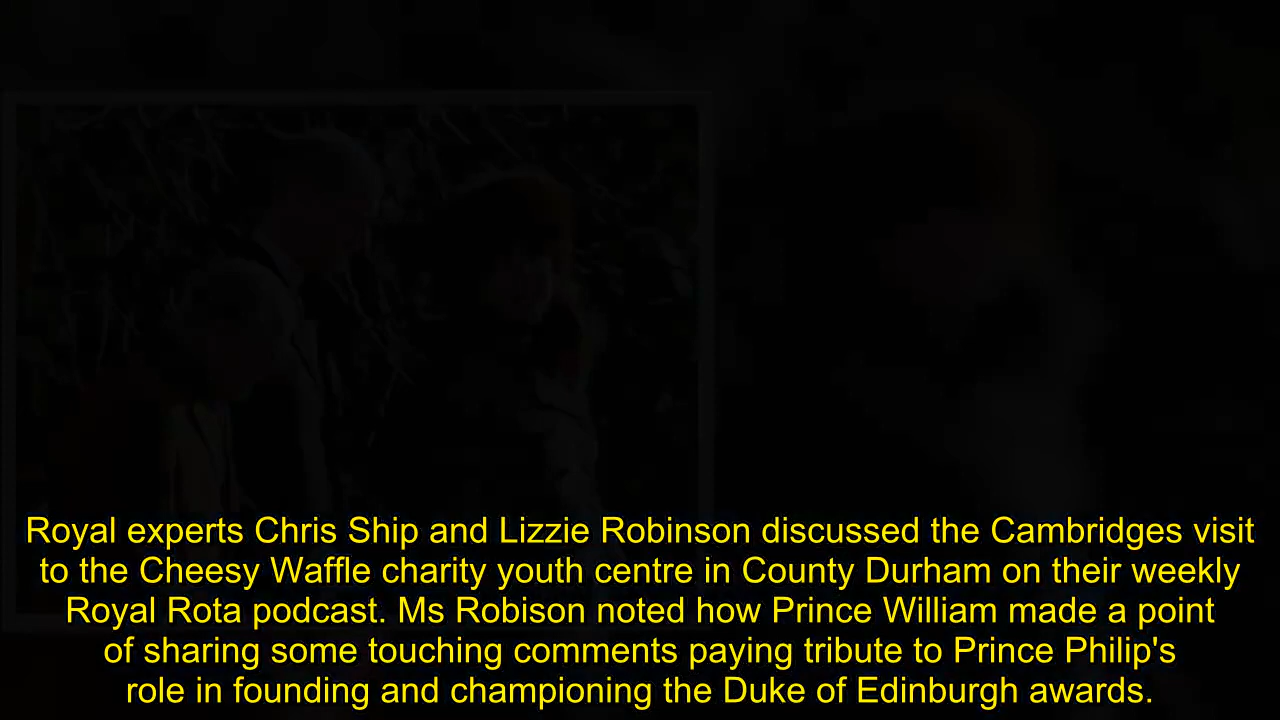 Royal experts Chris Ship and Lizzie Robinson discussed the Cambridges visit
to the Cheesy Waffle charity youth centre in County Durham on their weekly
Royal Rota podcast. Ms Robison noted how Prince William made a point
of sharing some touching comments paying tribute to Prince Philip's
role in founding and championing the Duke of Edinburgh awards.